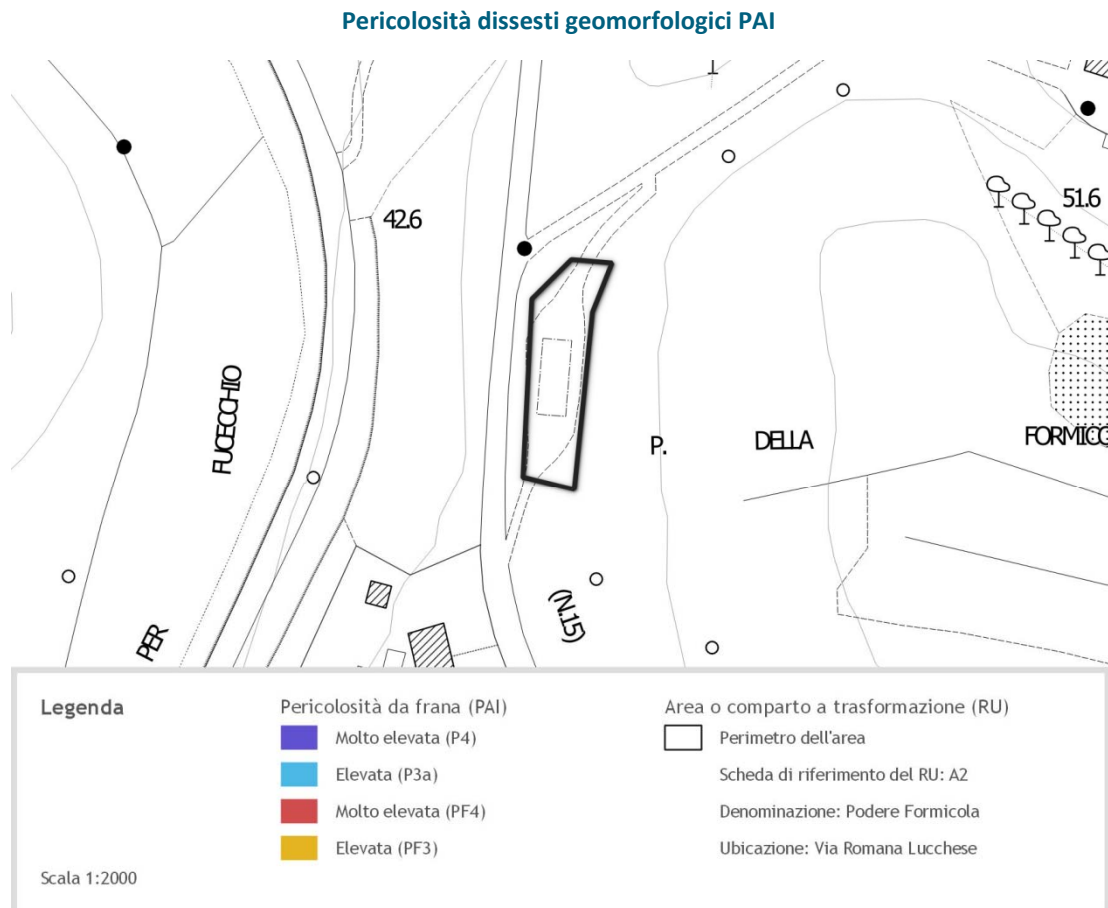 Pericolosità dissesti geomorfologici PAI
42.6
51.6
FUCECCHIO
P. DELLA FORMICO
PER
(N.15)
Legenda
Pericolosità da frana (PAI)
Molto elevata (P4)
Elevata (P3a)
Molto elevata (PF4)
Elevata (PF3)
Area o comparto a trasformazione (RU)
Perimetro dell'area
Scheda di riferimento del RU: A2
Denominazione: Podere Formicola
Ubicazione: Via Romana Lucchese
Scala 1:2000